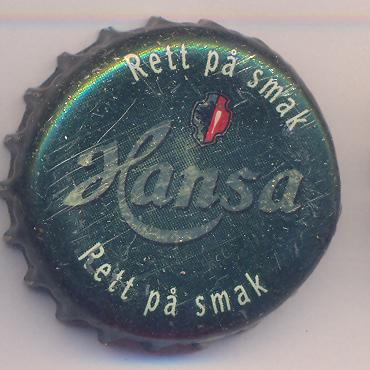 Rett på smak
Hansa
Rett på smak